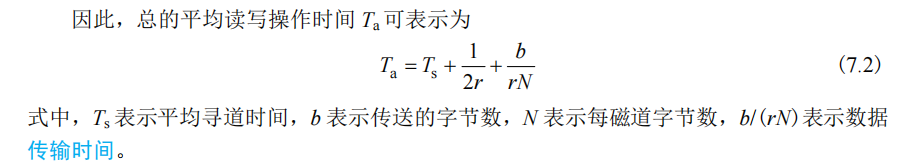 因此，总的平均读写操作时间 Ta 可表示为
Ta = Ts + 1/2r + b/rN (7.2)
式中，Ts 表示平均寻道时间，b 表示传送的字节数，N 表示每磁道字节数，b/(rN) 表示数据
传输时间。